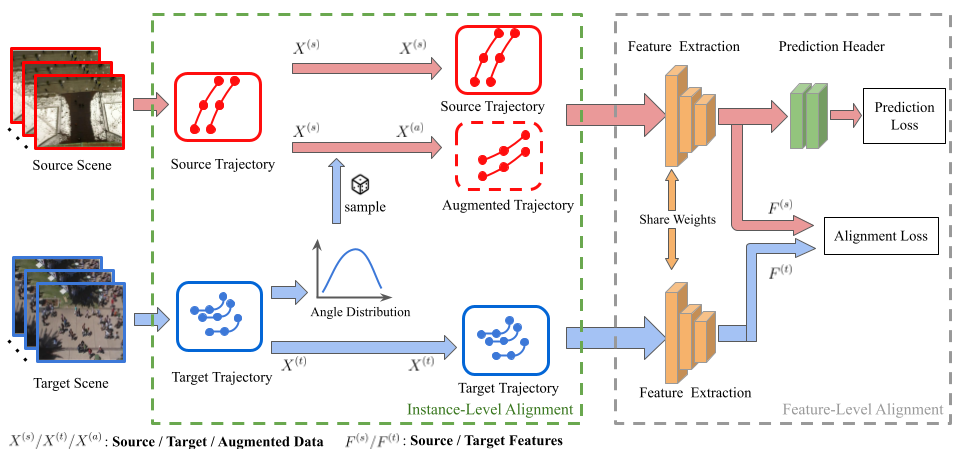 Source Scene
Source Trajectory
X^(s) X^(s)
Source Trajectory
X^(s) X^(a)
Augmented Trajectory
sample
Angle Distribution
Target Scene
Target Trajectory
X^(t) X^(t)
Target Trajectory
Instance-Level Alignment
Feature Extraction
Prediction Header
Prediction
Loss
Share Weights
F^(s)
Alignment Loss
F^(t)
Feature Extraction
Feature-Level Alignment
X^(s)/X^(t)/X^(a): Source / Target / Augmented Data F^(s)/F^(t): Source / Target Features